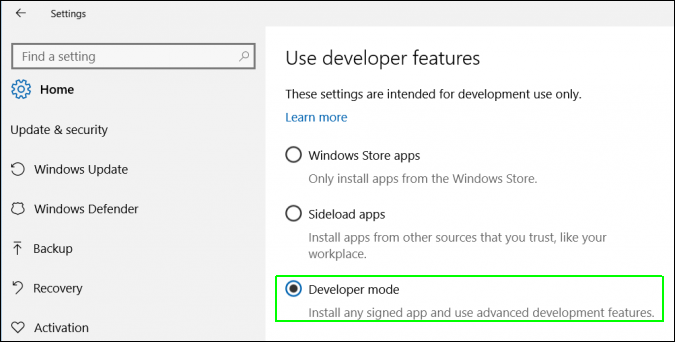 Settings
Find a setting
Home
Update & security
Windows Update
Windows Defender
Backup
Recovery
Activation
Use developer features
These settings are intended for development use only.
Learn more
Windows Store apps
Only install apps from the Windows Store.
Sideload apps
Install apps from other sources that you trust, like your
workplace.
Developer mode
Install any signed app and use advanced development features.